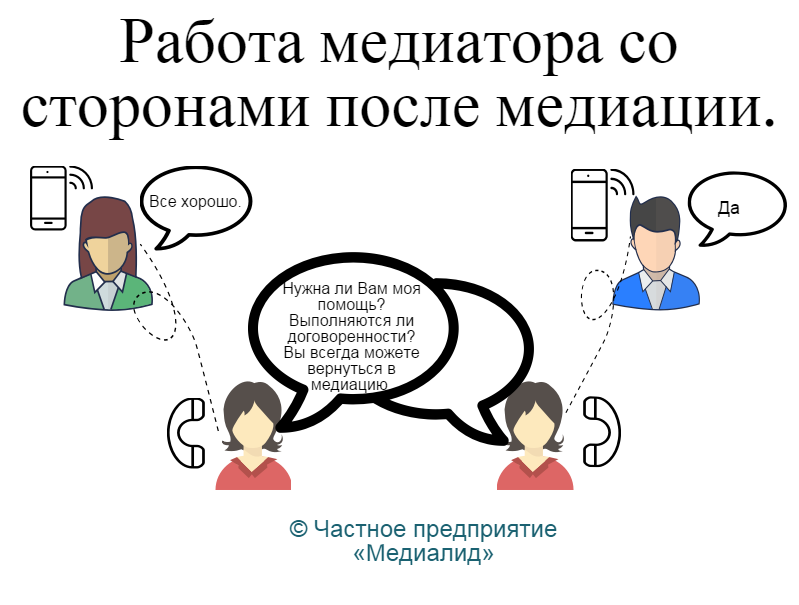 Работа медиатора со
сторонами после медиации.
Все хорошо.
Да
Нужна ли Вам моя
помощь?
Выполняются ли
договоренности?
Вы всегда можете
вернуться в
медиацию
© Частное предприятие
«Медиалид»